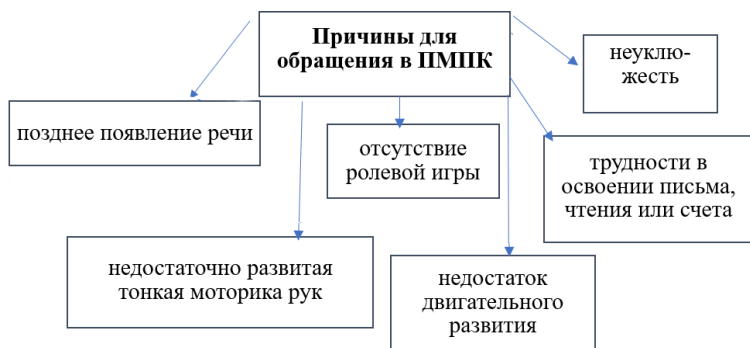 Причины для
обращения в ПМПК
неуклю-
жесть
позднее появление речи
отсутствие
ролевой игры
трудности в
освоении письма,
чтения или счета
недостаточно развитая
тонкая моторика рук
недостаток
двигательного
развития